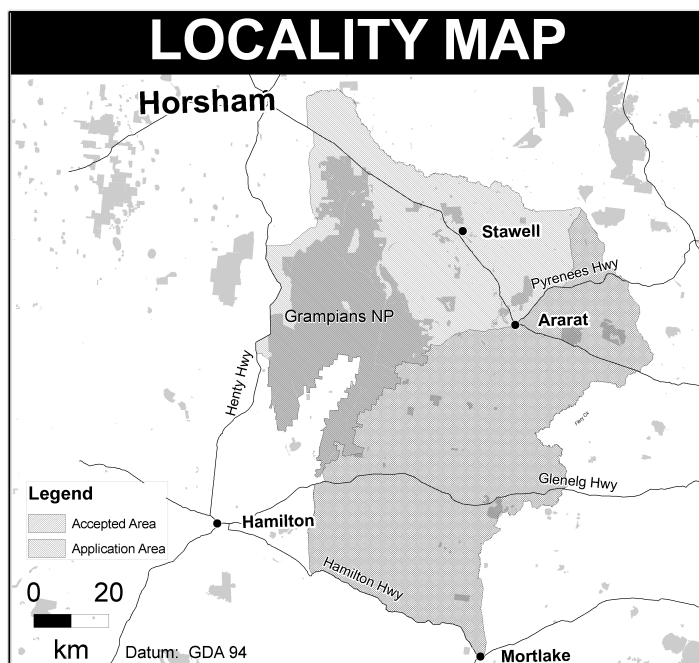 LOCALITY MAP
Horsham
Stawell
Pyrenees Hwy
Grampians NP
Ararat
Henty Hwy
Glenelg Hwy
Legend
Accepted Area
Application Area
Hamilton
Hamilton Hwy
0 20
km
Datum: GDA 94
Mortlake